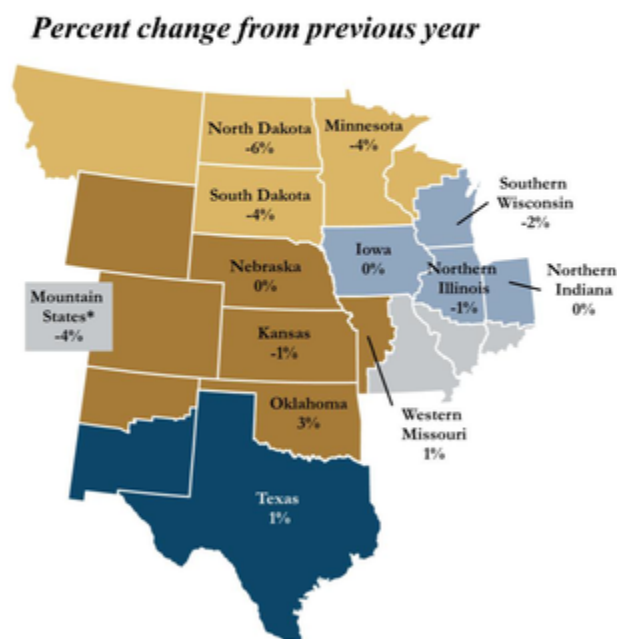 Percent change from previous year
North Dakota
-6%
Minnesota
-4%
South Dakota
-4%
Southern
Wisconsin
-2%
Iowa
0%
Nebraska
0%
Northern
Illinois
-1%
Northern
Indiana
0%
Mountain
States*
-4%
Kansas
-1%
Oklahoma
3%
Western
Missouri
1%
Texas
1%